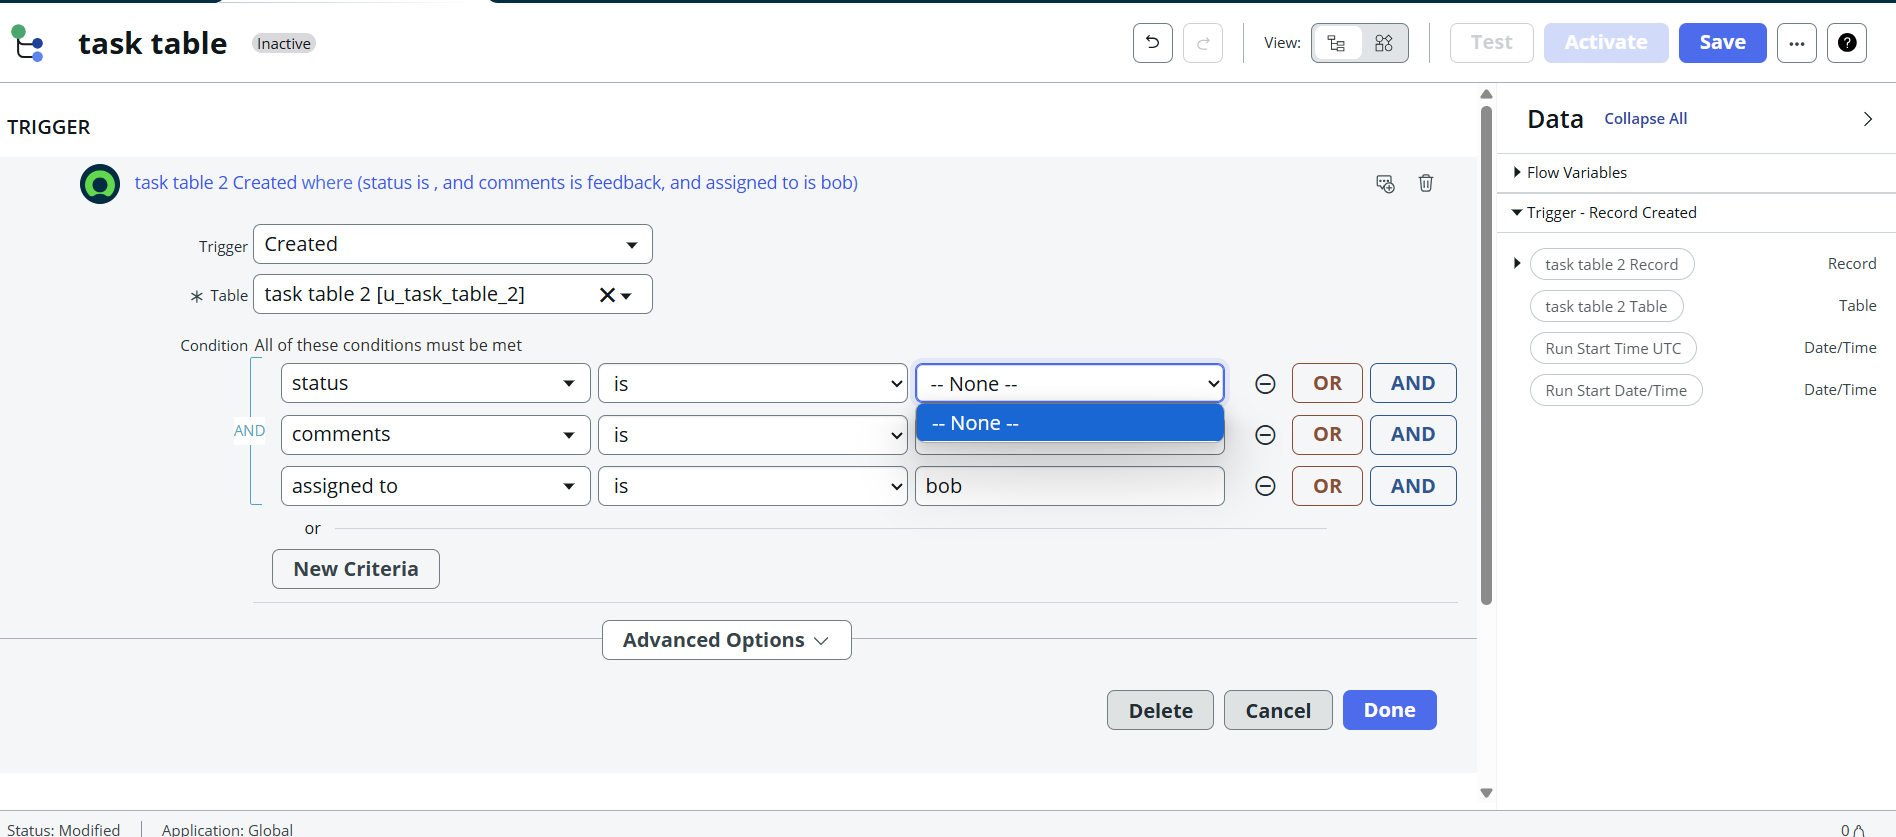 task table Inactive View: Test Activate Save
TRIGGER
task table 2 Created where (status is , and comments is feedback, and assigned to is bob)
Trigger Created
* Table task table 2 [u_task_table_2]
Condition All of these conditions must be met
status is -- None -- OR AND
-- None --
AND
comments is OR AND
assigned to is bob OR AND
or
New Criteria
Advanced Options
Delete Cancel Done
Data Collapse All
Flow Variables
Trigger - Record Created
task table 2 Record Record
task table 2 Table Table
Run Start Time UTC Date/Time
Run Start Date/Time Date/Time
Status: Modified Application: Global 0